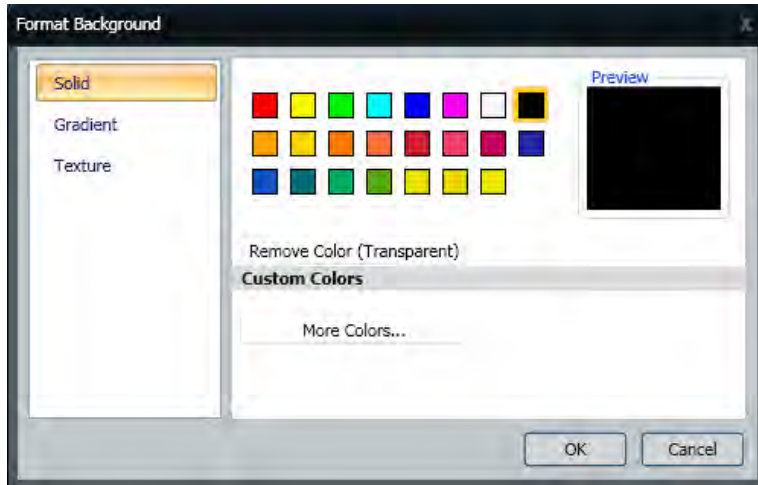 Format Background
Solid
Gradient
Texture
Preview
Remove Color (Transparent)
Custom Colors
More Colors...
OK
Cancel